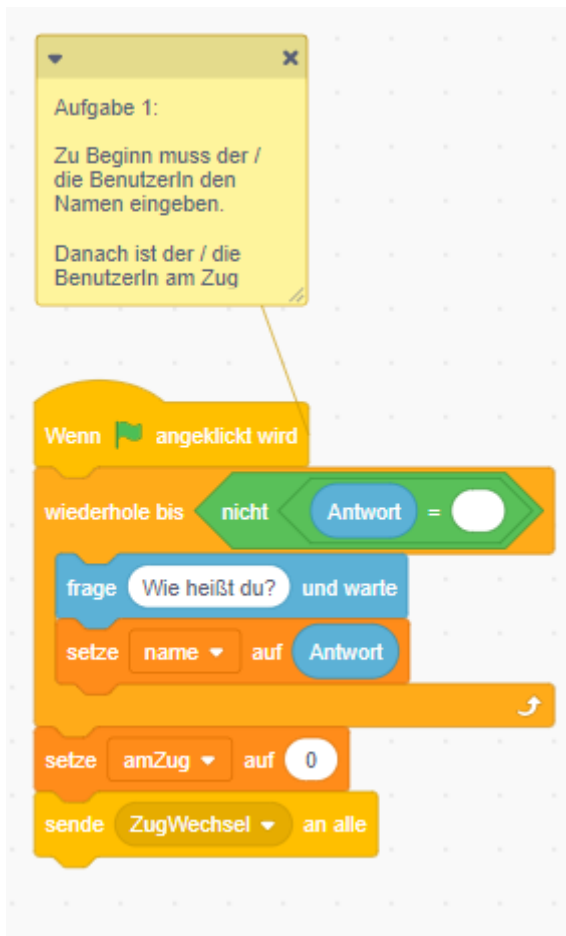 Aufgabe 1:
Zu Beginn muss der /
die BenutzerIn den
Namen eingeben.
Danach ist der / die
BenutzerIn am Zug
Wenn angeklickt wird
wiederhole bis nicht Antwort =
frage Wie heißt du? und warte
setze name auf Antwort
setze amZug auf 0
sende ZugWechsel an alle